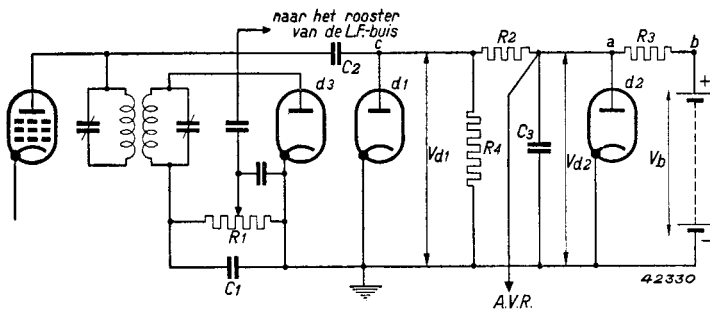 naar het rooster
van de L.F.-buis
C2
c
d3
d1
R2
a
R3
b
d2
+
C3
R4
Vd1
Vd2
Vb
R1
C1
-
42330
A.V.R.